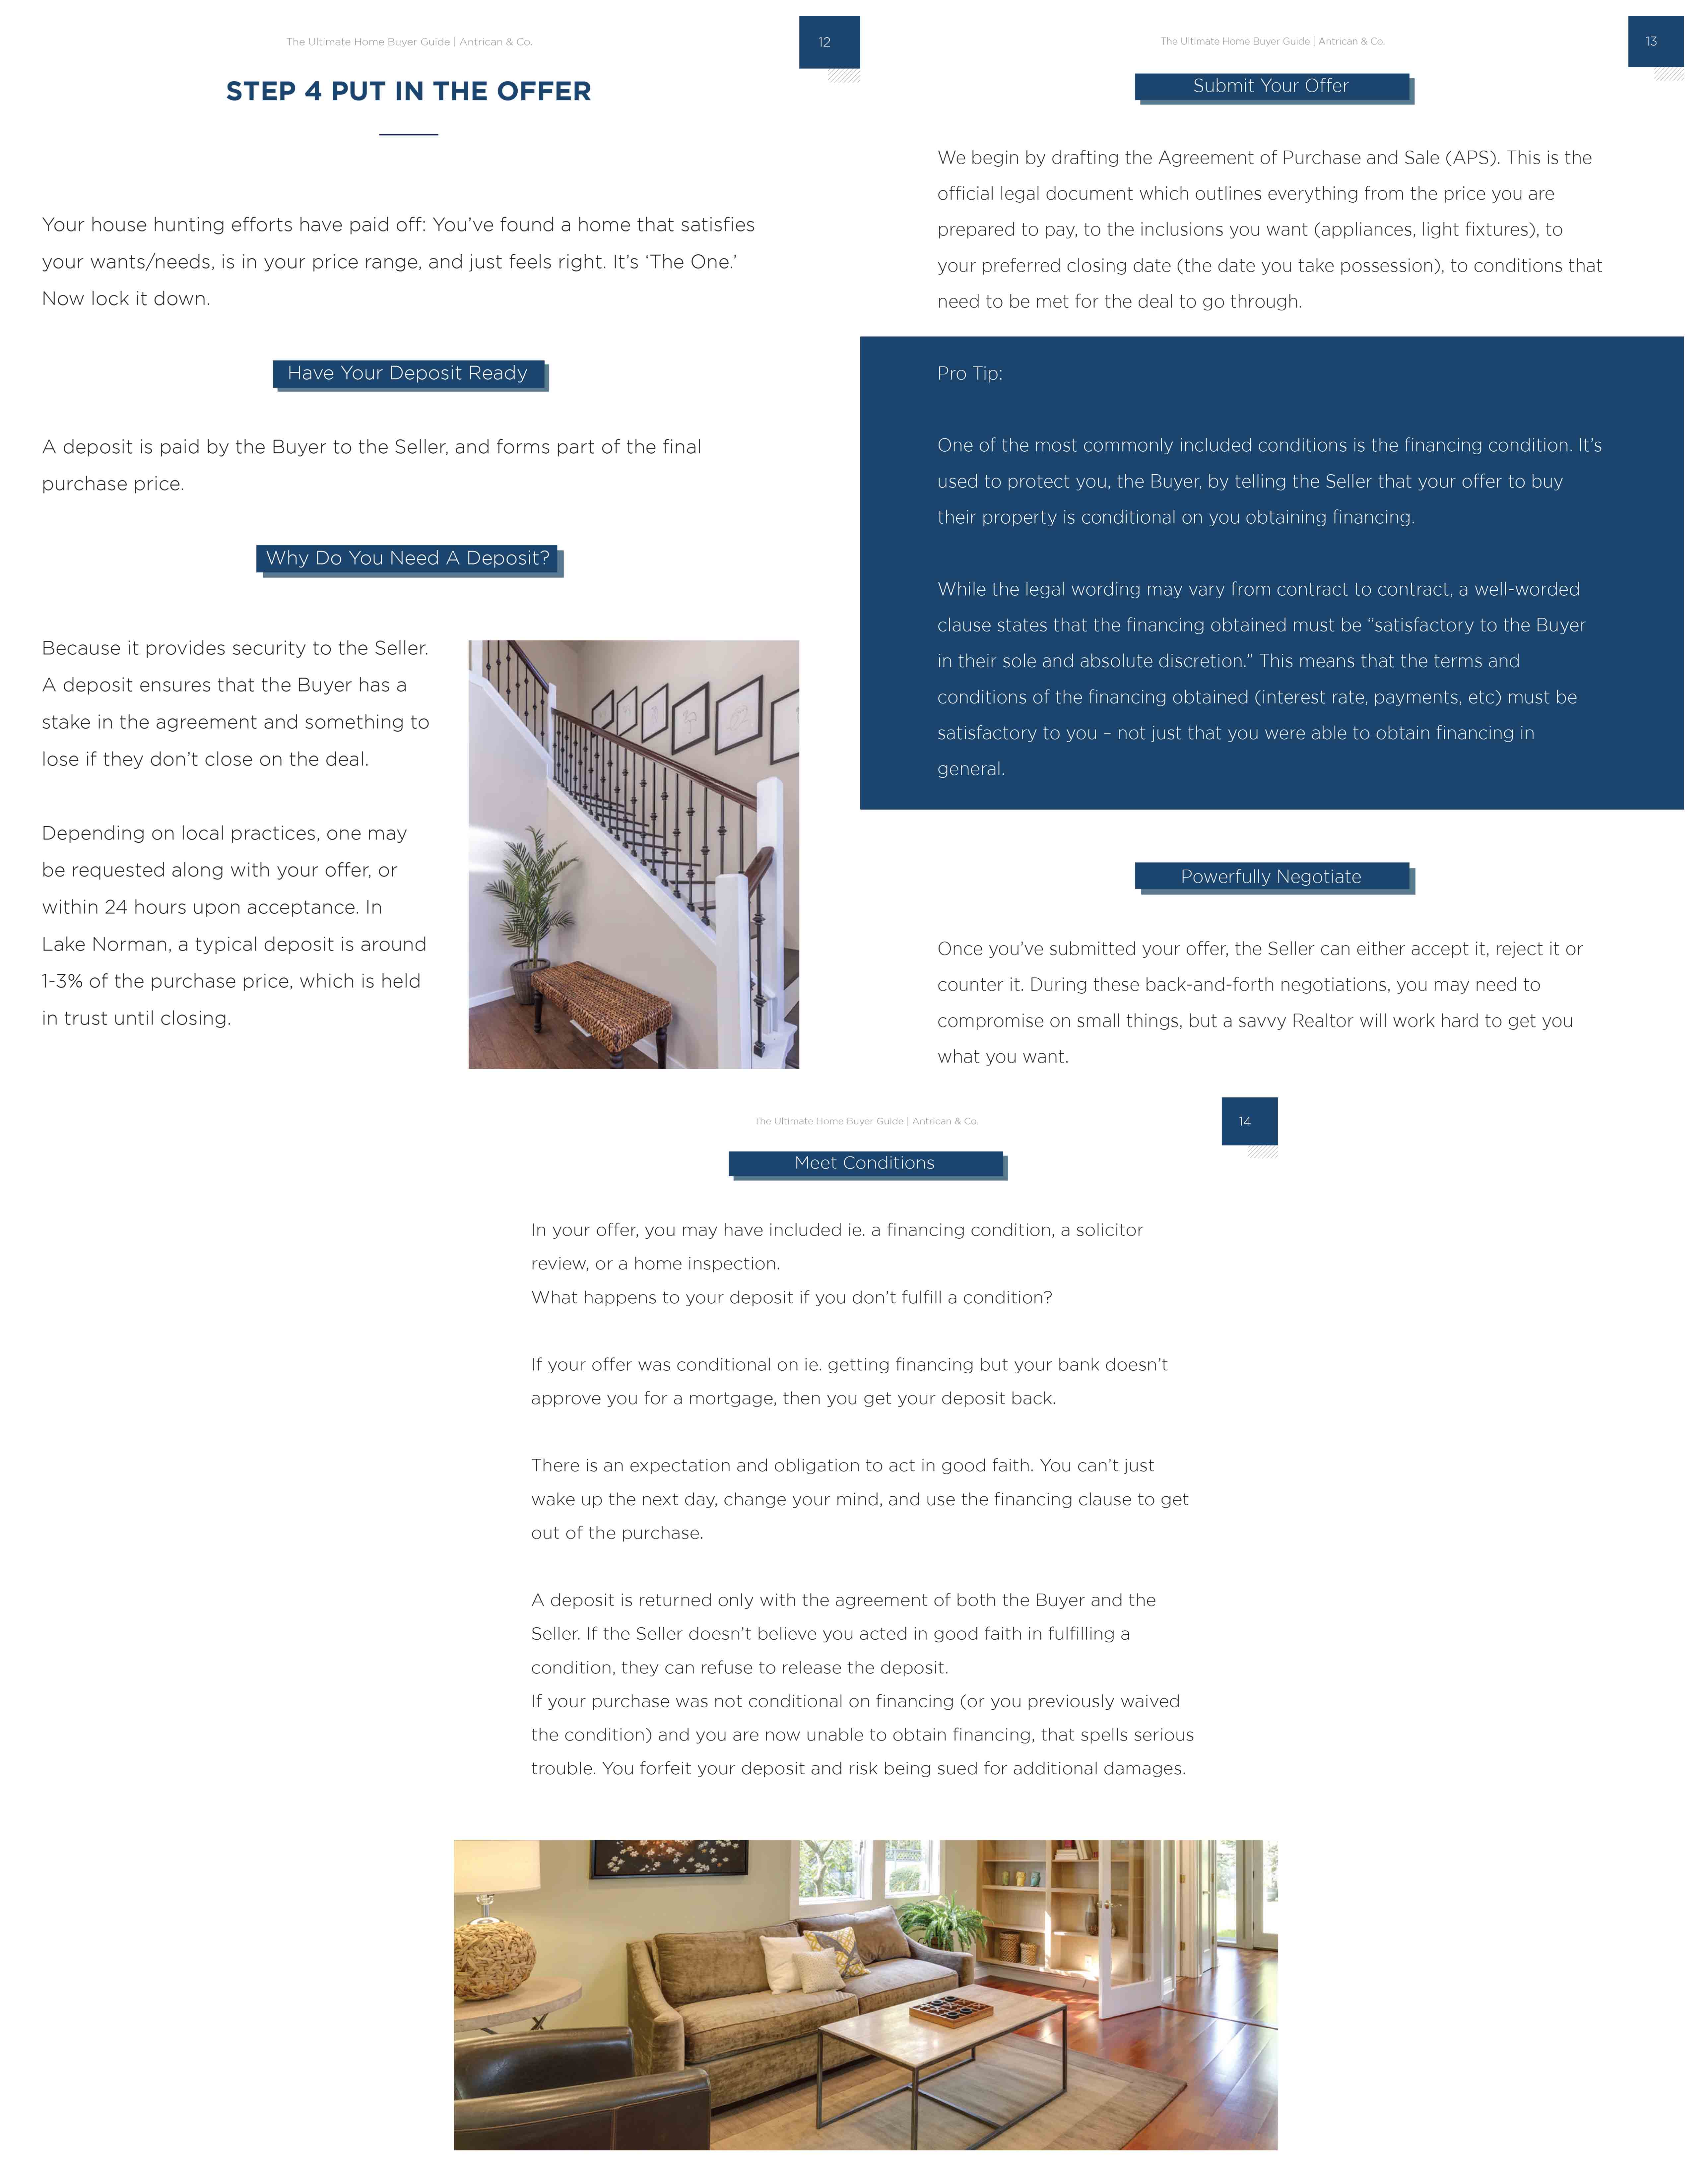 The Ultimate Home Buyer Guide | Antrican & Co.
12
STEP 4 PUT IN THE OFFER
Your house hunting efforts have paid off: You’ve found a home that satisfies
your wants/needs, is in your price range, and just feels right. It’s ‘The One.’
Now lock it down.
Have Your Deposit Ready
A deposit is paid by the Buyer to the Seller, and forms part of the final
purchase price.
Why Do You Need A Deposit?
Because it provides security to the Seller.
A deposit ensures that the Buyer has a
stake in the agreement and something to
lose if they don’t close on the deal.
Depending on local practices, one may
be requested along with your offer, or
within 24 hours upon acceptance. In
Lake Norman, a typical deposit is around
1-3% of the purchase price, which is held
in trust until closing.
The Ultimate Home Buyer Guide | Antrican & Co.
13
Submit Your Offer
We begin by drafting the Agreement of Purchase and Sale (APS). This is the
official legal document which outlines everything from the price you are
prepared to pay, to the inclusions you want (appliances, light fixtures), to
your preferred closing date (the date you take possession), to conditions that
need to be met for the deal to go through.
Pro Tip:
One of the most commonly included conditions is the financing condition. It’s
used to protect you, the Buyer, by telling the Seller that your offer to buy
their property is conditional on you obtaining financing.
While the legal wording may vary from contract to contract, a well-worded
clause states that the financing obtained must be “satisfactory to the Buyer
in their sole and absolute discretion.” This means that the terms and
conditions of the financing obtained (interest rate, payments, etc) must be
satisfactory to you – not just that you were able to obtain financing in
general.
Powerfully Negotiate
Once you’ve submitted your offer, the Seller can either accept it, reject it or
counter it. During these back-and-forth negotiations, you may need to
compromise on small things, but a savvy Realtor will work hard to get you
what you want.
The Ultimate Home Buyer Guide | Antrican & Co.
14
Meet Conditions
In your offer, you may have included ie. a financing condition, a solicitor
review, or a home inspection.
What happens to your deposit if you don’t fulfill a condition?
If your offer was conditional on ie. getting financing but your bank doesn’t
approve you for a mortgage, then you get your deposit back.
There is an expectation and obligation to act in good faith. You can’t just
wake up the next day, change your mind, and use the financing clause to get
out of the purchase.
A deposit is returned only with the agreement of both the Buyer and the
Seller. If the Seller doesn’t believe you acted in good faith in fulfilling a
condition, they can refuse to release the deposit.
If your purchase was not conditional on financing (or you previously waived
the condition) and you are now unable to obtain financing, that spells serious
trouble. You forfeit your deposit and risk being sued for additional damages.